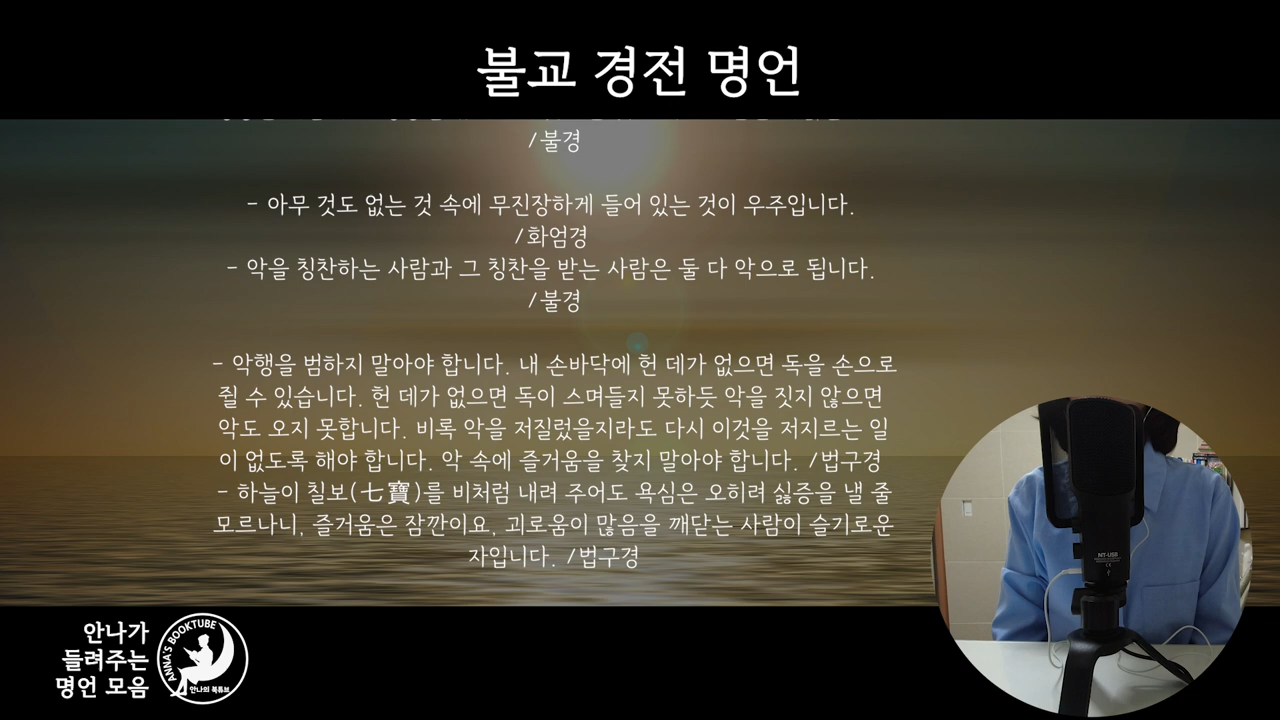 불교 경전 명언
/불경
- 아무 것도 없는 것 속에 무진장하게 들어 있는 것이 우주입니다.
/화엄경
- 악을 칭찬하는 사람과 그 칭찬을 받는 사람은 둘 다 악으로 됩니다.
/불경
- 악행을 범하지 말아야 합니다. 내 손바닥에 헌 데가 없으면 독을 손으로
쥘 수 있습니다. 헌 데가 없으면 독이 스며들지 못하듯 악을 짓지 않으면
악도 오지 못합니다. 비록 악을 저질렀을지라도 다시 이것을 저지르는 일
이 없도록 해야 합니다. 악 속에 즐거움을 찾지 말아야 합니다. /법구경
- 하늘이 칠보(七寶)를 비처럼 내려 주어도 욕심은 오히려 싫증을 낼 줄
모르나니, 즐거움은 잠깐이요, 괴로움이 많음을 깨닫는 사람이 슬기로운
자입니다. /법구경
안나가
들려주는
명언 모음
ANNA'S BOOKTUBE
안나의 북튜브
NT-USB